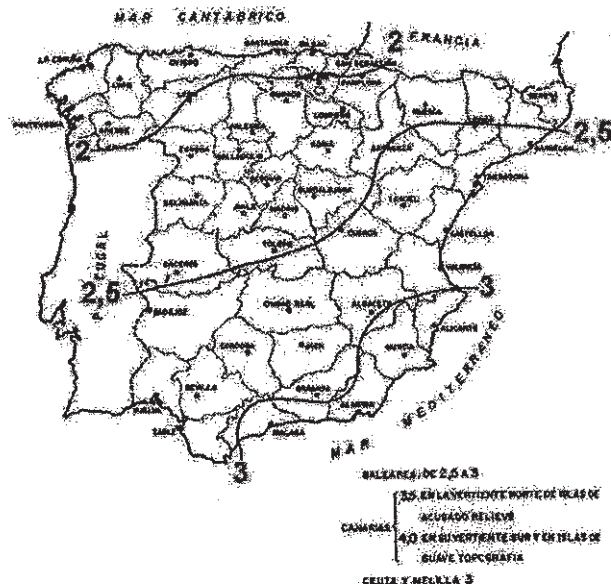 MAR CANTABRICO
2 FRANCIA
LA CORUÑA
OVIEDO
SANTANDER
BILBAO
SAN SEBASTIAN
LUGO
LEON
BURGOS
LOGROÑO
HUESCA
PONTEVEDRA
ORENSE
2
2,5
PALENCIA
ZAMORA
VALLADOLID
SORIA
ZARAGOZA
BARCELONA
TARRAGONA
SEGOVIA
SALAMANCA
AVILA
MADRID
GUADALAJARA
TERUEL
CASTELLON
CUENCA
TOLEDO
CACERES
VALENCIA
PORTUGAL
2,5
3
BADAJOZ
CIUDAD REAL
ALBACETE
ALICANTE
CORDOBA
JAEN
MURCIA
SEVILLA
GRANADA
HUELVA
ALMERIA
CADIZ
MALAGA
MAR MEDITERRANEO
3
BALEARES: DE 2,5 A 3
CANARIAS
3,5 EN LA VERTIENTE NORTE DE ISLAS DE
ACUSADO RELIEVE
4,0 EN SU VERTIENTE SUR Y EN ISLAS DE
SUAVE TOPOGRAFIA
CEUTA Y MELILLA 3